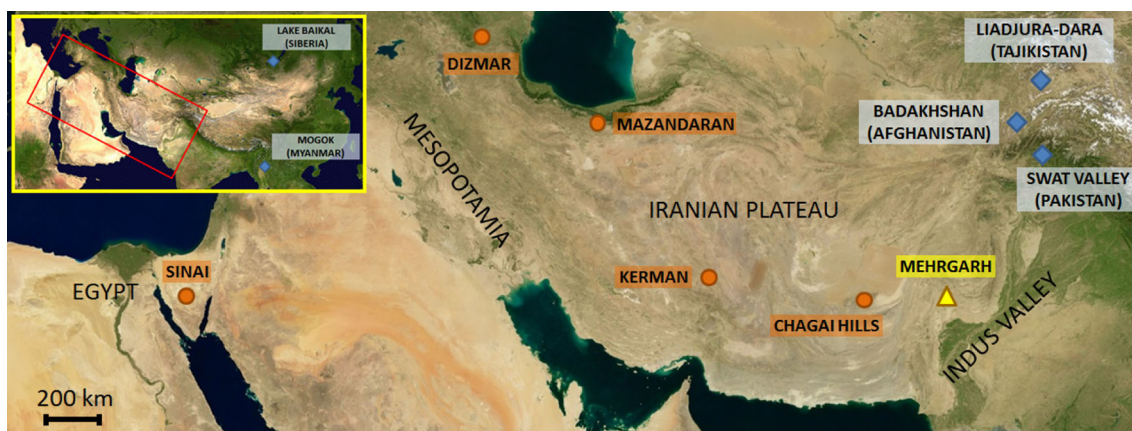 LAKE BAIKAL
(SIBERIA)
MOGOK
(MYANMAR)
DIZMAR
MAZANDARAN
LIADJURA-DARA
(TAJIKISTAN)
BADAKHSHAN
(AFGHANISTAN)
SWAT VALLEY
(PAKISTAN)
MESOPOTAMIA
IRANIAN PLATEAU
SINAI
EGYPT
KERMAN
MEHRGARH
CHAGAI HILLS
INDUS VALLEY
200 km